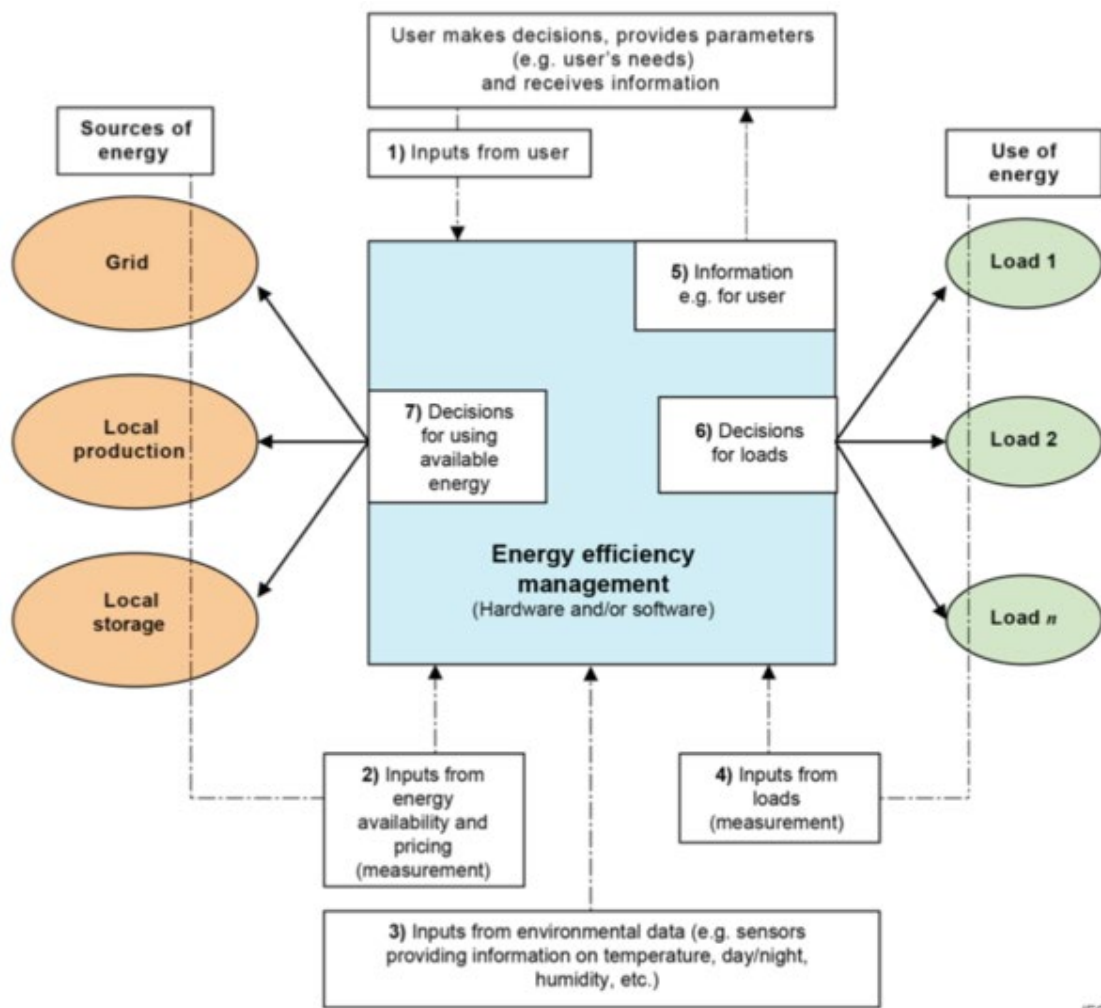 User makes decisions, provides parameters
(e.g. user's needs)
and receives information
Sources of
energy
1) Inputs from user
Use of
energy
Grid
5) Information
e.g. for user
Load 1
Local
production
7) Decisions
for using
available
energy
6) Decisions
for loads
Load 2
Energy efficiency
management
(Hardware and/or software)
Local
storage
Load n
2) Inputs from
energy
availability and
pricing
(measurement)
4) Inputs from
loads
(measurement)
3) Inputs from environmental data (e.g. sensors
providing information on temperature, day/night,
humidity, etc.)